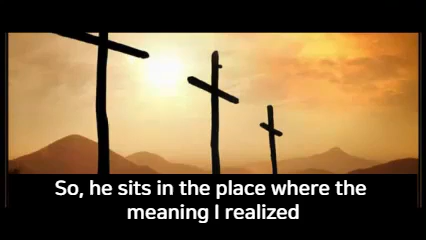 So, he sits in the place where the
meaning I realized